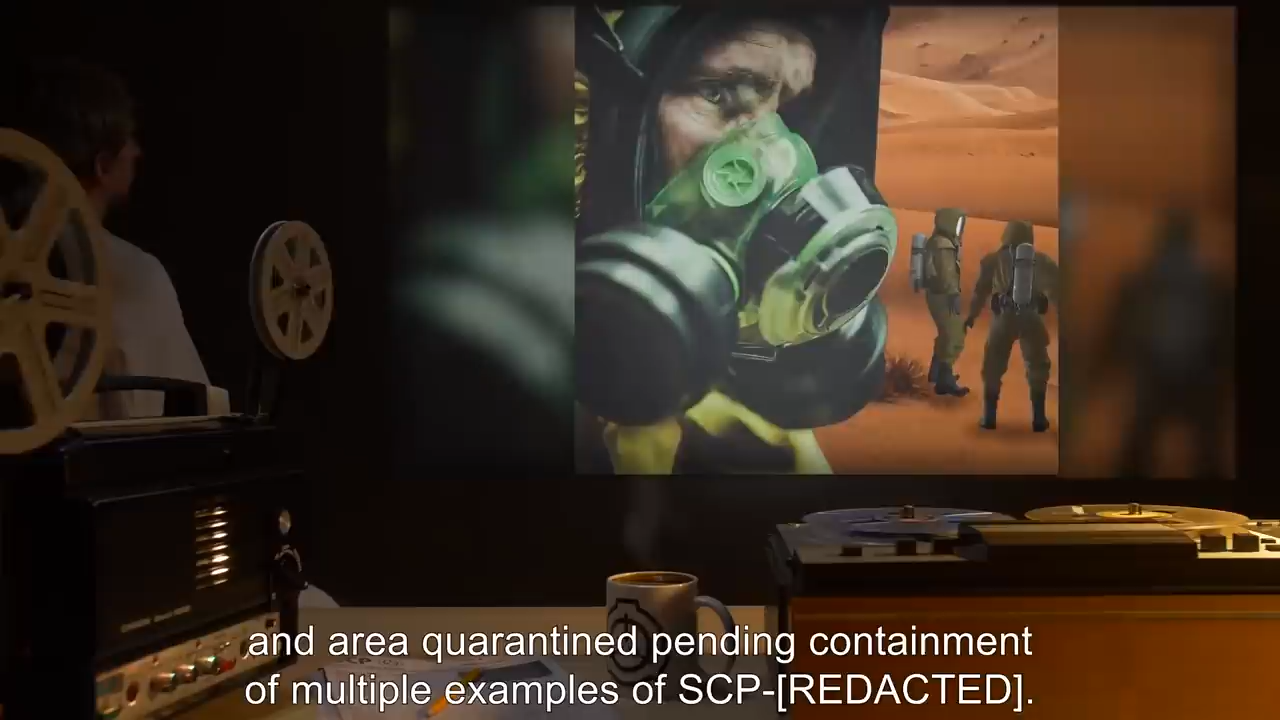 and area quarantined pending containment
of multiple examples of SCP-[REDACTED].